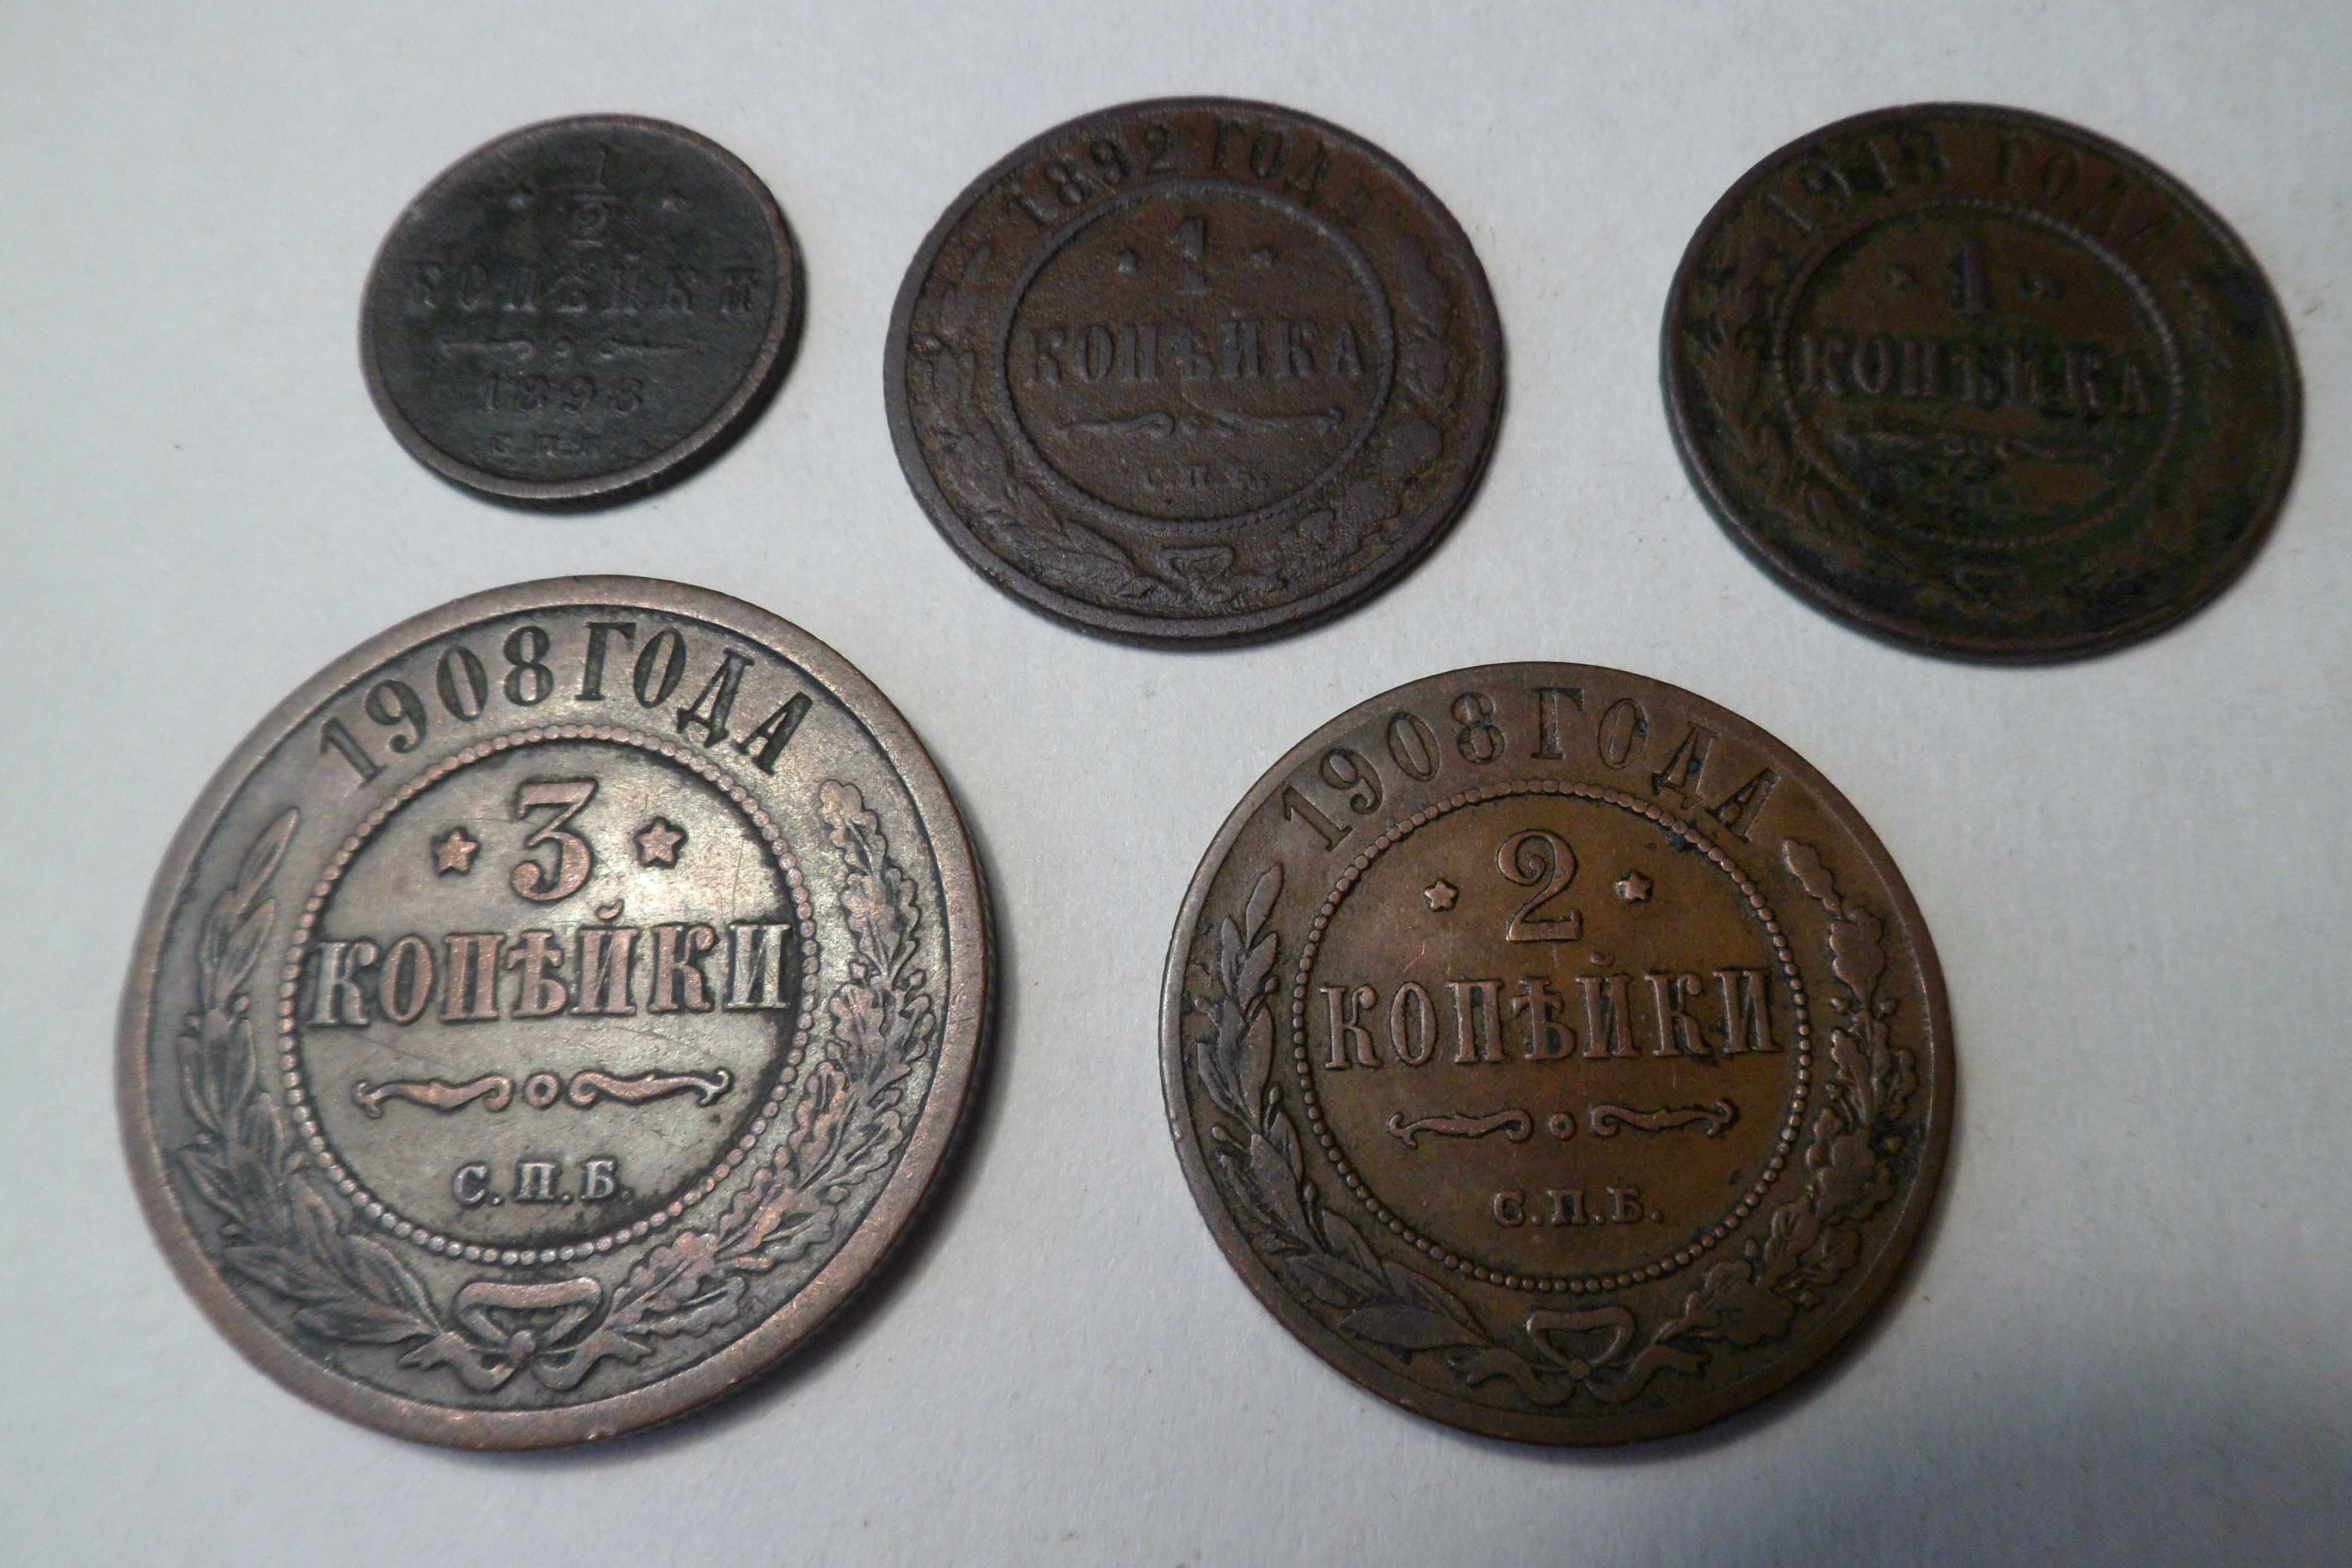 1
2
КОПѢЙКИ
1898
С.П.Б.
1892 ГОДА
1
КОПѢЙКА
С.П.Б.
1913 ГОДА
1
КОПѢЙКА
1908 ГОДА
3
КОПѢЙКИ
С.П.Б.
1908 ГОДА
2
КОПѢЙКИ
С.П.Б.